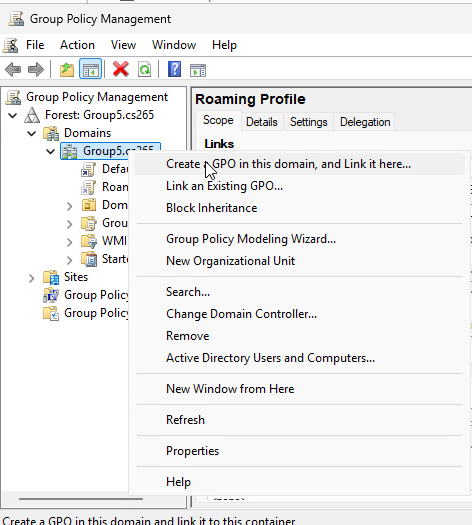 Group Policy Management
File Action View Window Help
Group Policy Management
Forest: Group5.cs265
Domains
Group5.cs265
Defau
Roan
Dom
Grou
WMI
Starte
Sites
Group Policy
Group Policy
Roaming Profile
Scope Details Settings Delegation
Links
Create a GPO in this domain, and Link it here...
Link an Existing GPO...
Block Inheritance
Group Policy Modeling Wizard...
New Organizational Unit
Search...
Change Domain Controller...
Remove
Active Directory Users and Computers...
New Window from Here
Refresh
Properties
Help
Create a GPO in this domain and link it to this container